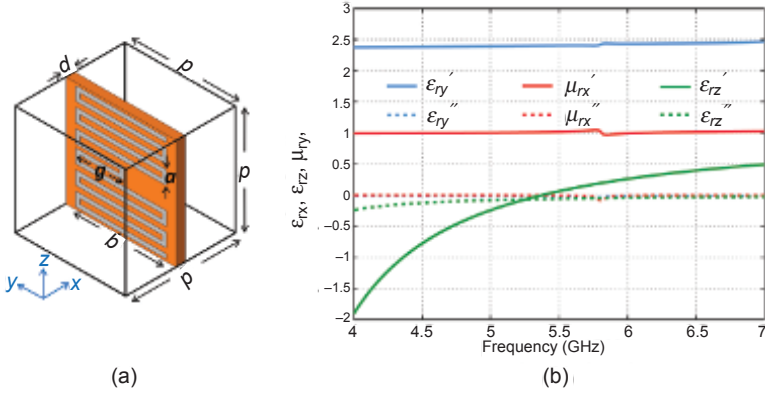 d
p
g
a
p
b
p
z
y
x
(a)
3
2.5
2
1.5
1
0.5
0
−0.5
−1
−1.5
−2
εrx, εrz, μry,
εry′ μrx′ εrz′
εry″ μrx″ εrz″
4 4.5 5 5.5 6 6.5 7
Frequency (GHz)
(b)